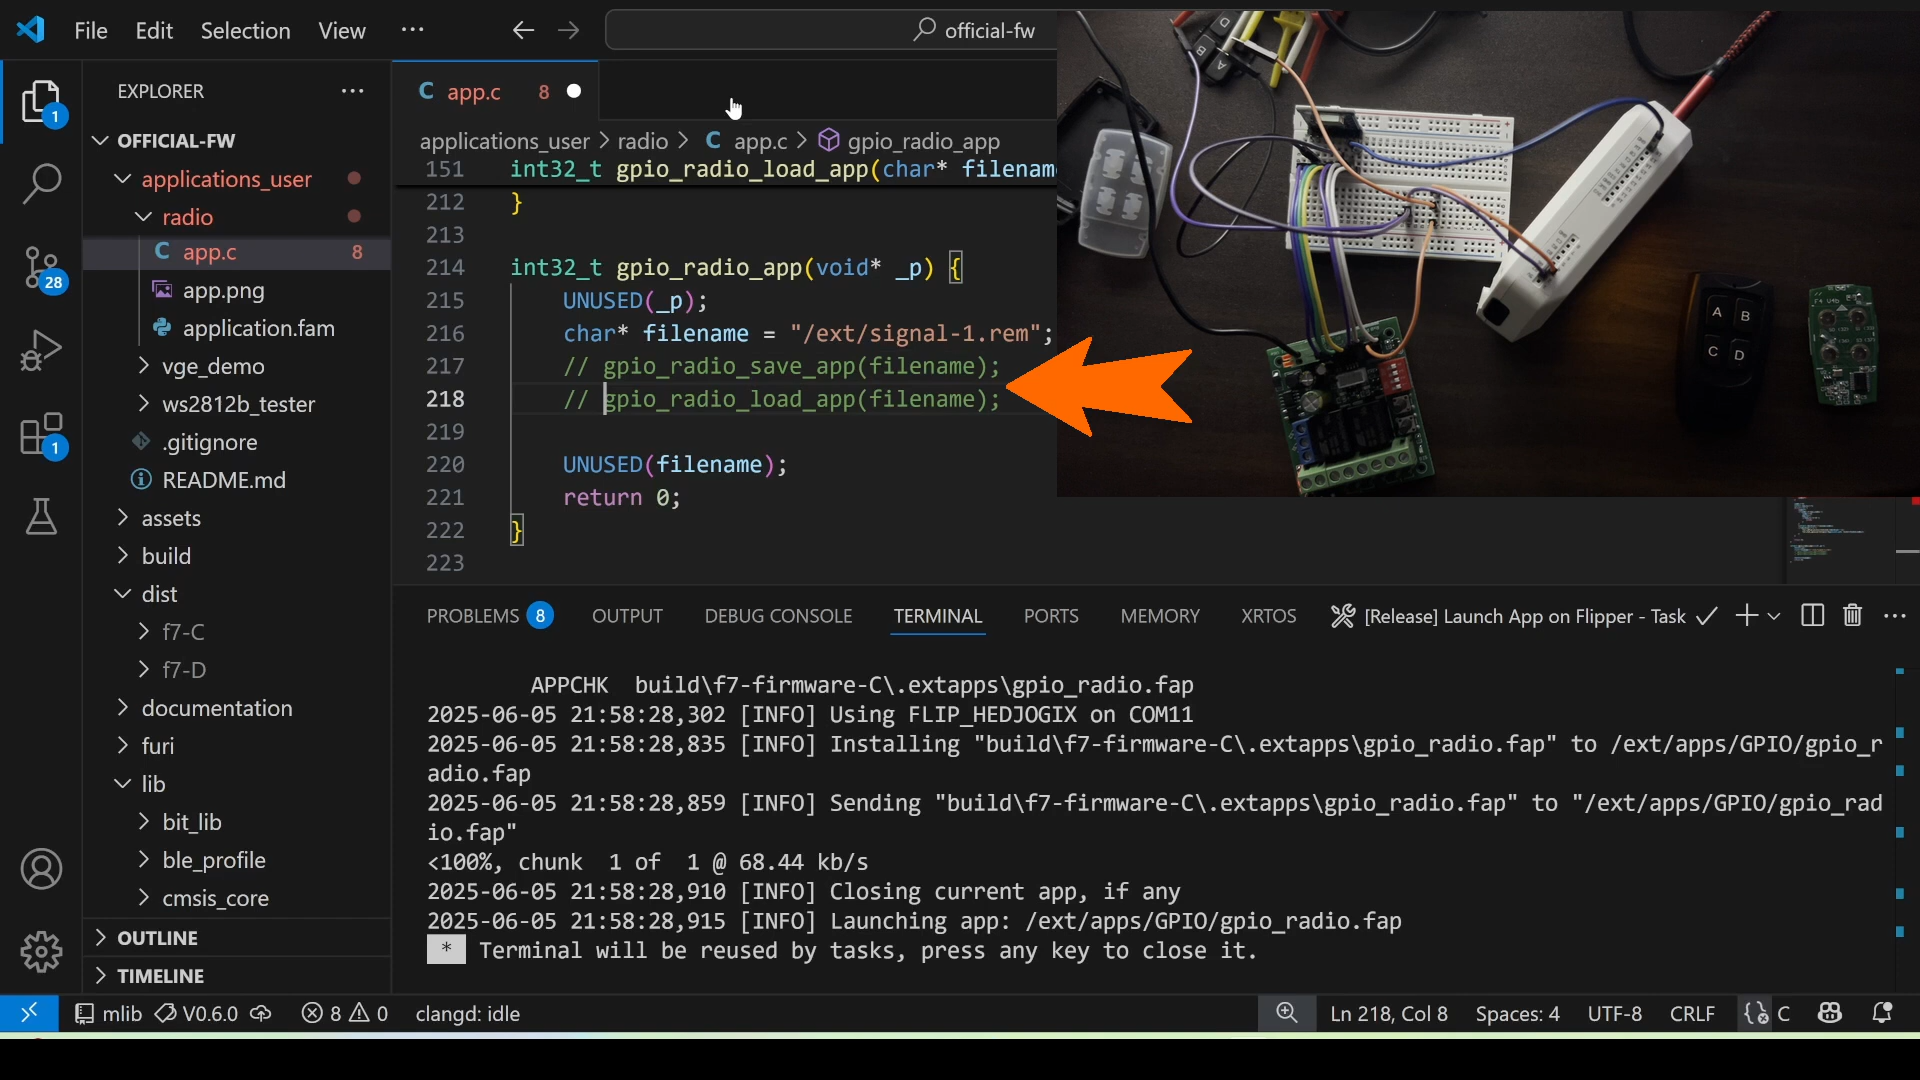 File Edit Selection View ··· official-fw
EXPLORER ···
OFFICIAL-FW
applications_user
radio
C app.c 8
app.png
application.fam
vge_demo
ws2812b_tester
.gitignore
README.md
assets
build
dist
f7-C
f7-D
documentation
furi
lib
bit_lib
ble_profile
cmsis_core
OUTLINE
TIMELINE
1
28
1
C app.c 8
applications_user > radio > C app.c > gpio_radio_app
151 int32_t gpio_radio_load_app(char* filenam
212 }
213
214 int32_t gpio_radio_app(void* _p) {
215 UNUSED(_p);
216 char* filename = "/ext/signal-1.rem";
217 // gpio_radio_save_app(filename);
218 // gpio_radio_load_app(filename);
219
220 UNUSED(filename);
221 return 0;
222 }
223
A
B
D
A B
C D
PROBLEMS 8 OUTPUT DEBUG CONSOLE TERMINAL PORTS MEMORY XRTOS [Release] Launch App on Flipper - Task
APPCHK build\f7-firmware-C\.extapps\gpio_radio.fap
2025-06-05 21:58:28,302 [INFO] Using FLIP_HEDJOGIX on COM11
2025-06-05 21:58:28,835 [INFO] Installing "build\f7-firmware-C\.extapps\gpio_radio.fap" to /ext/apps/GPIO/gpio_r
adio.fap
2025-06-05 21:58:28,859 [INFO] Sending "build\f7-firmware-C\.extapps\gpio_radio.fap" to "/ext/apps/GPIO/gpio_rad
io.fap"
<100%, chunk 1 of 1 @ 68.44 kb/s
2025-06-05 21:58:28,910 [INFO] Closing current app, if any
2025-06-05 21:58:28,915 [INFO] Launching app: /ext/apps/GPIO/gpio_radio.fap
* Terminal will be reused by tasks, press any key to close it.
mlib V0.6.0 8 0 clangd: idle Ln 218, Col 8 Spaces: 4 UTF-8 CRLF C